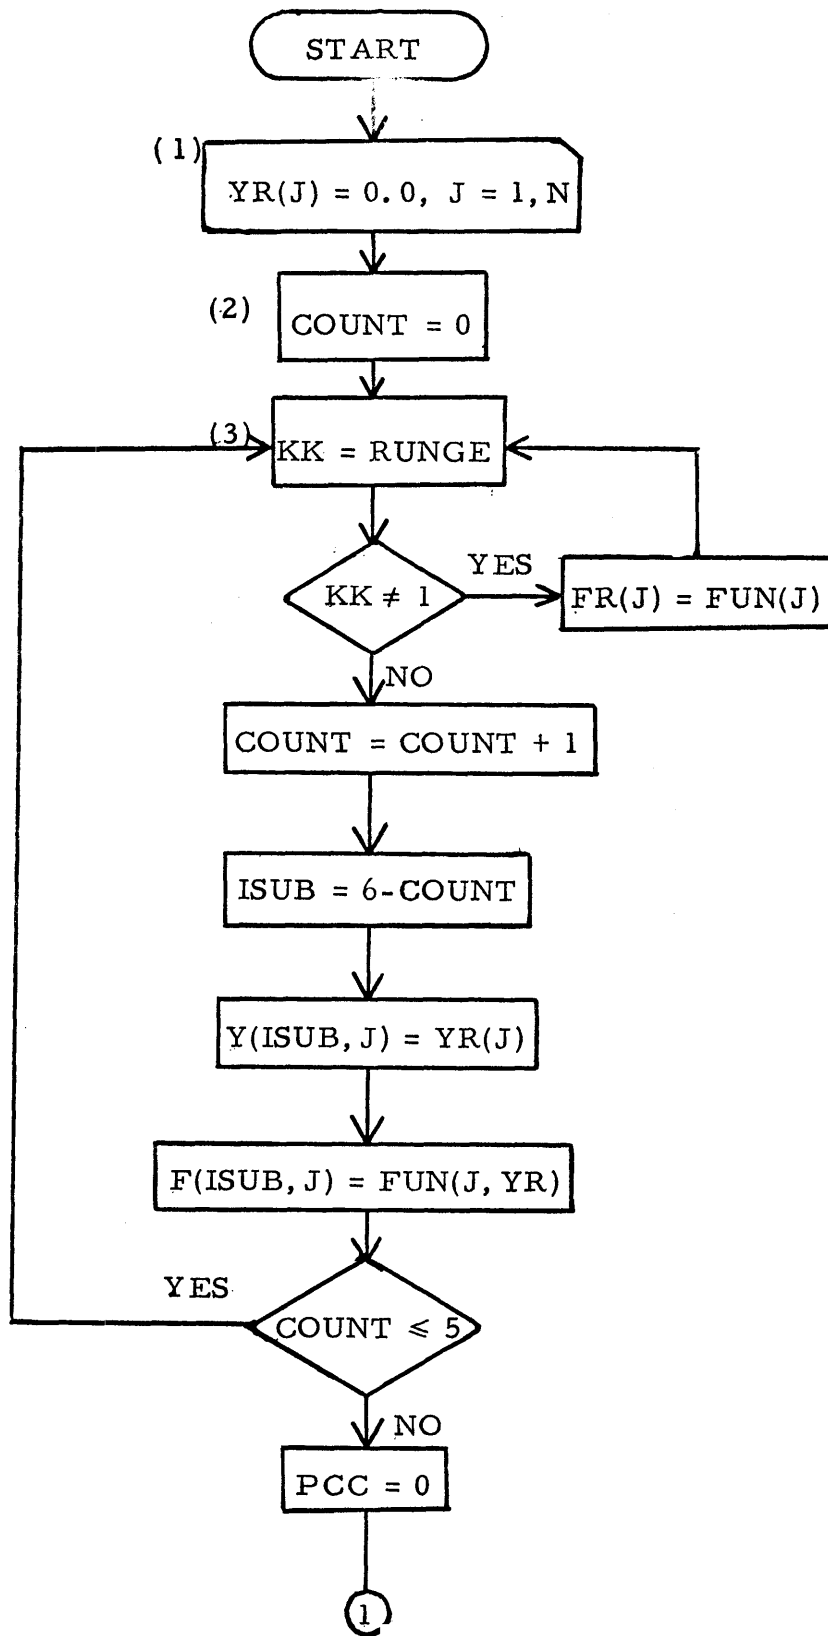 START
(1)
YR(J) = 0.0, J = 1, N
(2)
COUNT = 0
(3)
KK = RUNGE
KK ≠ 1
YES
FR(J) = FUN(J)
NO
COUNT = COUNT + 1
ISUB = 6-COUNT
Y(ISUB, J) = YR(J)
F(ISUB, J) = FUN(J, YR)
YES
COUNT ⩽ 5
NO
PCC = 0
1